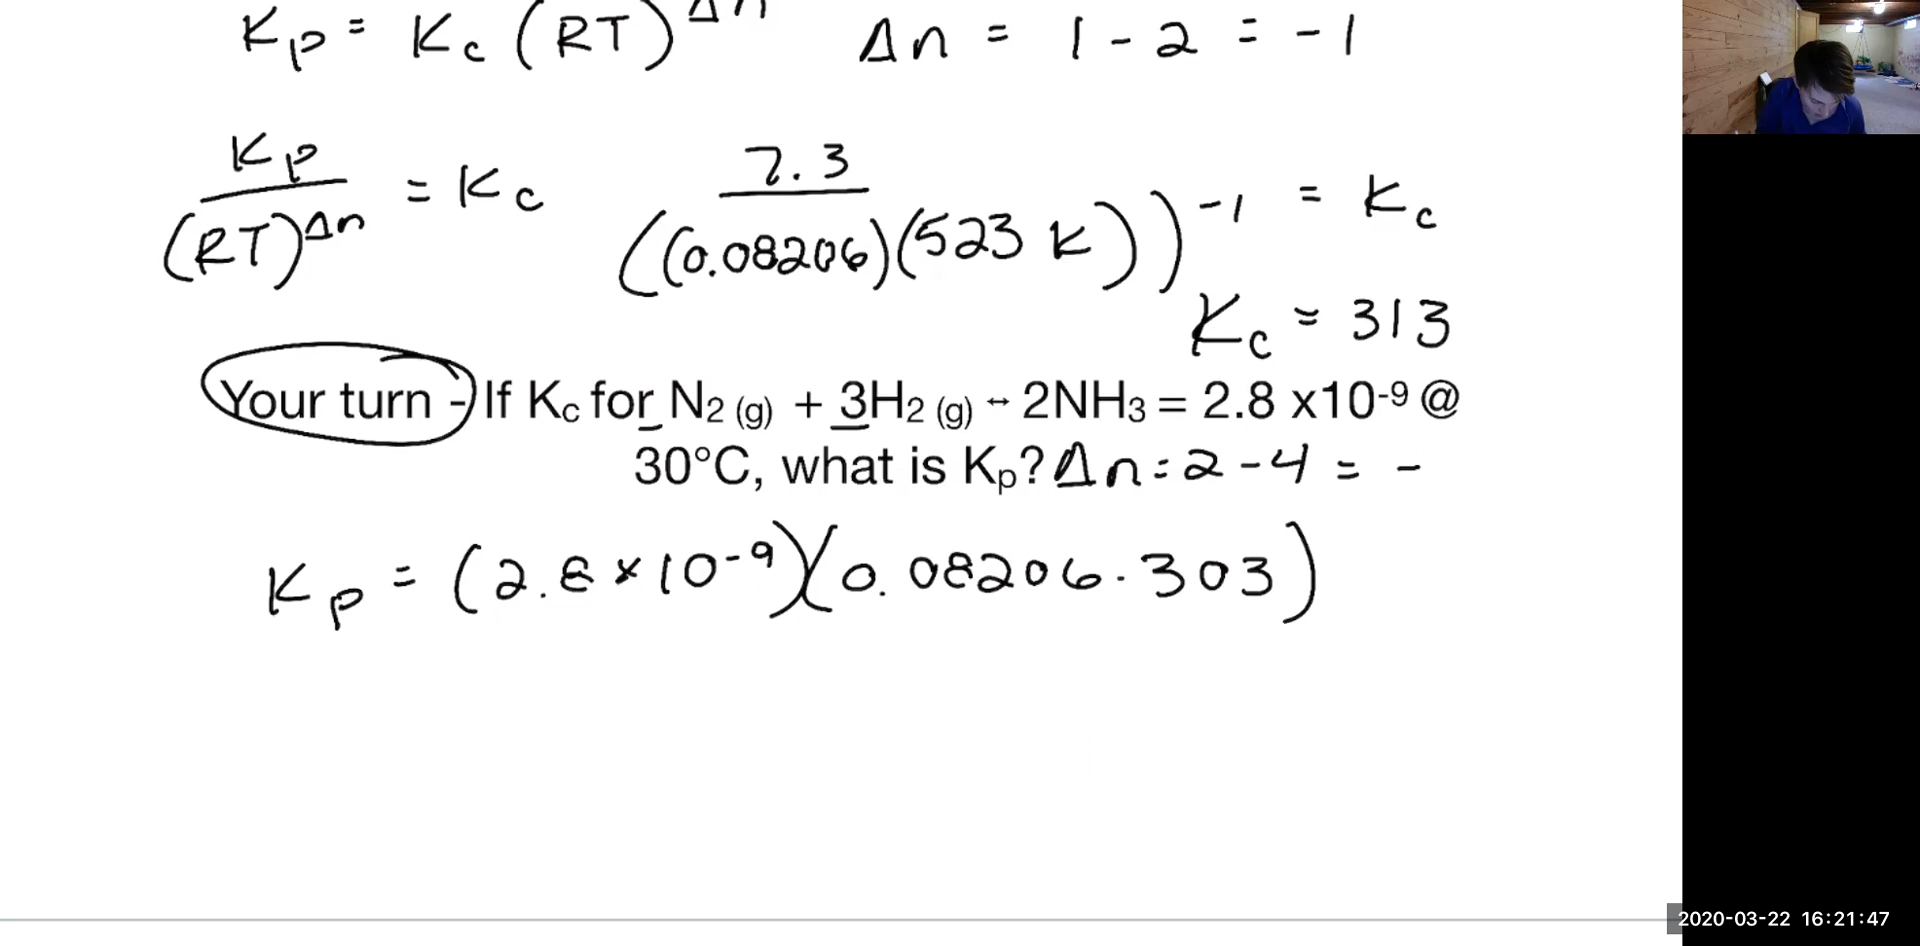 Kp = Kc (RT)^Δn Δn = 1 - 2 = -1
Kp / (RT)^Δn = Kc 7.3 / ((0.08206)(523 K))^-1 = Kc
Kc ≈ 313
Your turn - If Kc for N2 (g) + 3H2 (g) ↔ 2NH3 = 2.8 x10-9 @
30°C, what is Kp? Δn = 2 - 4 = -
Kp = (2.8 × 10^-9)(0.08206 · 303)
2020-03-22 16:21:47